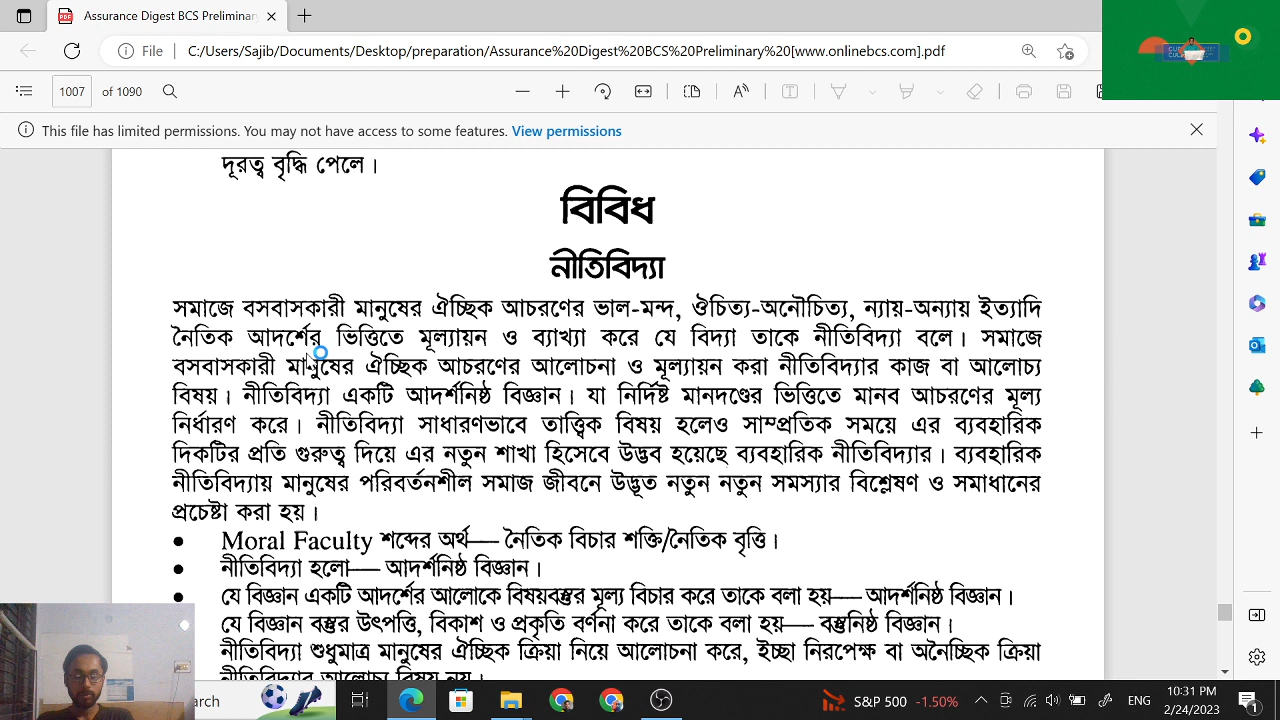 Assurance Digest BCS Preliminar
File C:/Users/Sajib/Documents/Desktop/preparation/Assurance%20Digest%20BCS%20Preliminary%20[www.onlinebcs.com].pdf
1007 of 1090
This file has limited permissions. You may not have access to some features. View permissions
দূরত্ব বৃদ্ধি পেলে।
বিবিধ
নীতিবিদ্যা
সমাজে বসবাসকারী মানুষের ঐচ্ছিক আচরণের ভাল-মন্দ, ঔচিত্য-অনৌচিত্য, ন্যায়-অন্যায় ইত্যাদি
নৈতিক আদর্শের ভিত্তিতে মূল্যায়ন ও ব্যাখ্যা করে যে বিদ্যা তাকে নীতিবিদ্যা বলে। সমাজে
বসবাসকারী মানুষের ঐচ্ছিক আচরণের আলোচনা ও মূল্যায়ন করা নীতিবিদ্যার কাজ বা আলোচ্য
বিষয়। নীতিবিদ্যা একটি আদর্শনিষ্ঠ বিজ্ঞান। যা নির্দিষ্ট মানদণ্ডের ভিত্তিতে মানব আচরণের মূল্য
নির্ধারণ করে। নীতিবিদ্যা সাধারণভাবে তাত্ত্বিক বিষয় হলেও সাম্প্রতিক সময়ে এর ব্যবহারিক
দিকটির প্রতি গুরুত্ব দিয়ে এর নতুন শাখা হিসেবে উদ্ভব হয়েছে ব্যবহারিক নীতিবিদ্যার। ব্যবহারিক
নীতিবিদ্যায় মানুষের পরিবর্তনশীল সমাজ জীবনে উদ্ভূত নতুন নতুন সমস্যার বিশ্লেষণ ও সমাধানের
প্রচেষ্টা করা হয়।
• Moral Faculty শব্দের অর্থ— নৈতিক বিচার শক্তি/নৈতিক বৃত্তি।
• নীতিবিদ্যা হলো— আদর্শনিষ্ঠ বিজ্ঞান।
• যে বিজ্ঞান একটি আদর্শের আলোকে বিষয়বস্তুর মূল্য বিচার করে তাকে বলা হয়— আদর্শনিষ্ঠ বিজ্ঞান।
যে বিজ্ঞান বস্তুর উৎপত্তি, বিকাশ ও প্রকৃতি বর্ণনা করে তাকে বলা হয়— বস্তুনিষ্ঠ বিজ্ঞান।
নীতিবিদ্যা শুধুমাত্র মানুষের ঐচ্ছিক ক্রিয়া নিয়ে আলোচনা করে, ইচ্ছা নিরপেক্ষ বা অনৈচ্ছিক ক্রিয়া
নীতিবিদ্যার আলোচ্য বিষয় নয়।
arch
S&P 500 -1.50%
ENG
10:31 PM
2/24/2023